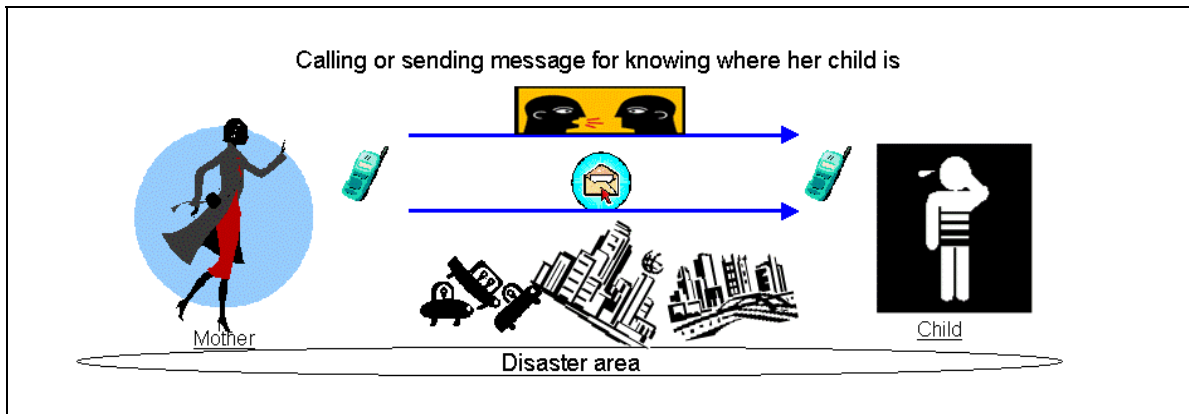 Calling or sending message for knowing where her child is
Mother
Child
Disaster area